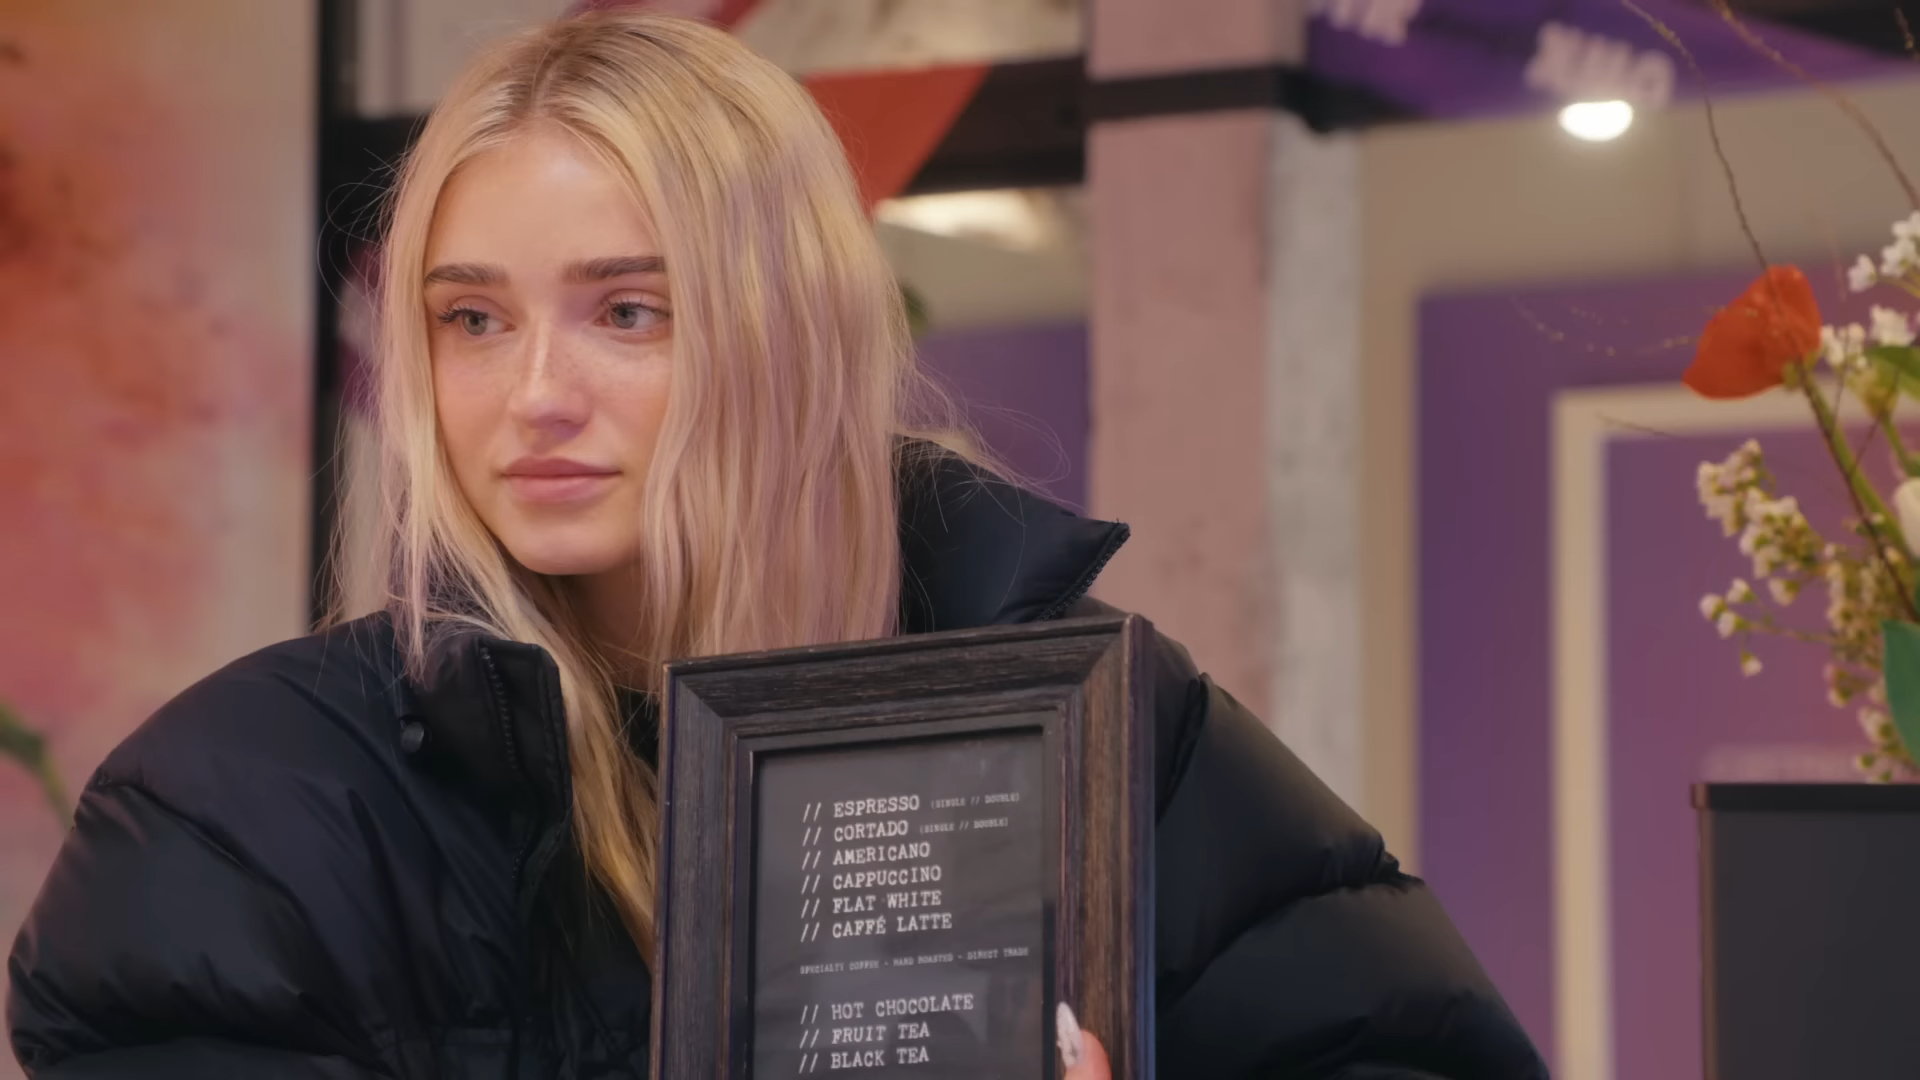 // ESPRESSO (SINGLE // DOUBLE)
// CORTADO (SINGLE // DOUBLE)
// AMERICANO
// CAPPUCCINO
// FLAT WHITE
// CAFFÉ LATTE
SPECIALTY COFFEE - HAND ROASTED - DIRECT TRADE
// HOT CHOCOLATE
// FRUIT TEA
// BLACK TEA